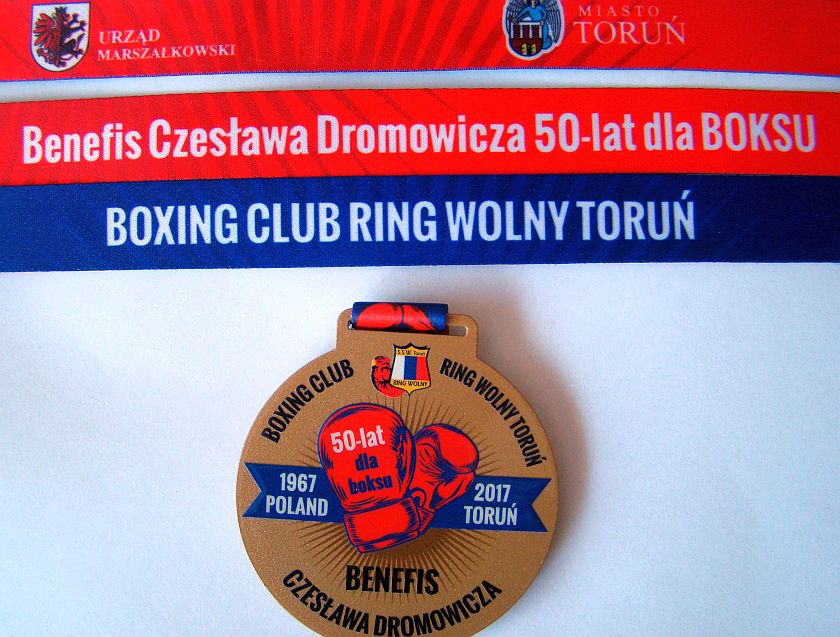 URZĄD
MARSZAŁKOWSKI
MIASTO
TORUŃ
Benefis Czesława Dromowicza 50-lat dla BOKSU
BOXING CLUB RING WOLNY TORUŃ
S.S.W. Toruń
RING WOLNY
BOXING CLUB
RING WOLNY TORUŃ
50-lat
dla
boksu
1967
POLAND
2017
TORUŃ
BENEFIS
CZESŁAWA DROMOWICZA